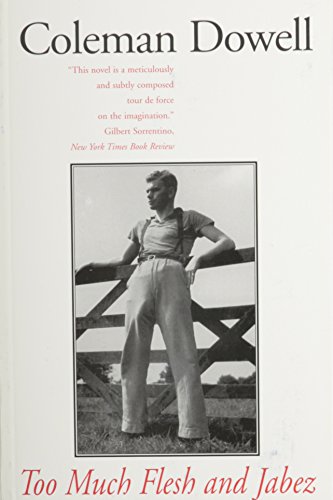 Coleman Dowell
"This novel is a meticulously
and subtly composed
tour de force
on the imagination."
Gilbert Sorrentino,
New York Times Book Review
Too Much Flesh and Jabez